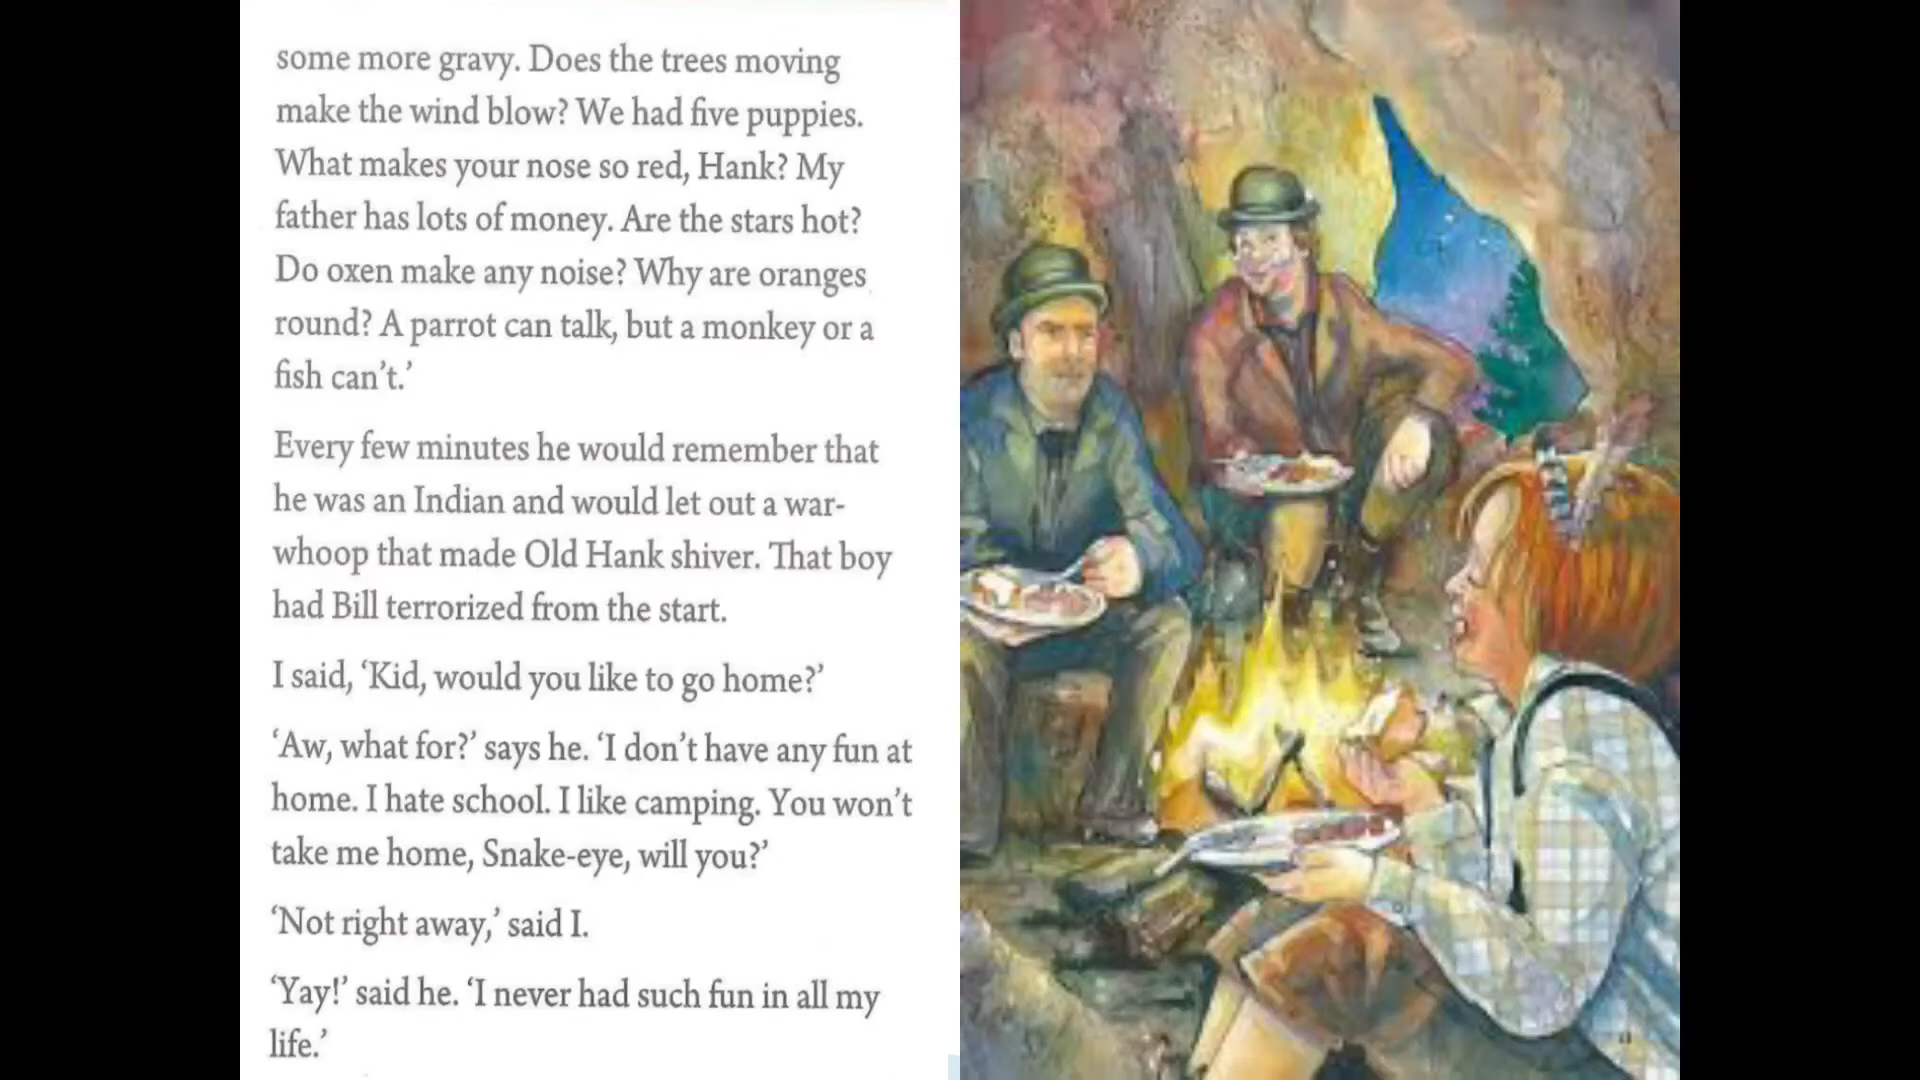 some more gravy. Does the trees moving
make the wind blow? We had five puppies.
What makes your nose so red, Hank? My
father has lots of money. Are the stars hot?
Do oxen make any noise? Why are oranges
round? A parrot can talk, but a monkey or a
fish can't.'
Every few minutes he would remember that
he was an Indian and would let out a war-
whoop that made Old Hank shiver. That boy
had Bill terrorized from the start.
I said, 'Kid, would you like to go home?'
'Aw, what for?' says he. 'I don't have any fun at
home. I hate school. I like camping. You won't
take me home, Snake-eye, will you?'
'Not right away,' said I.
'Yay!' said he. 'I never had such fun in all my
life.'